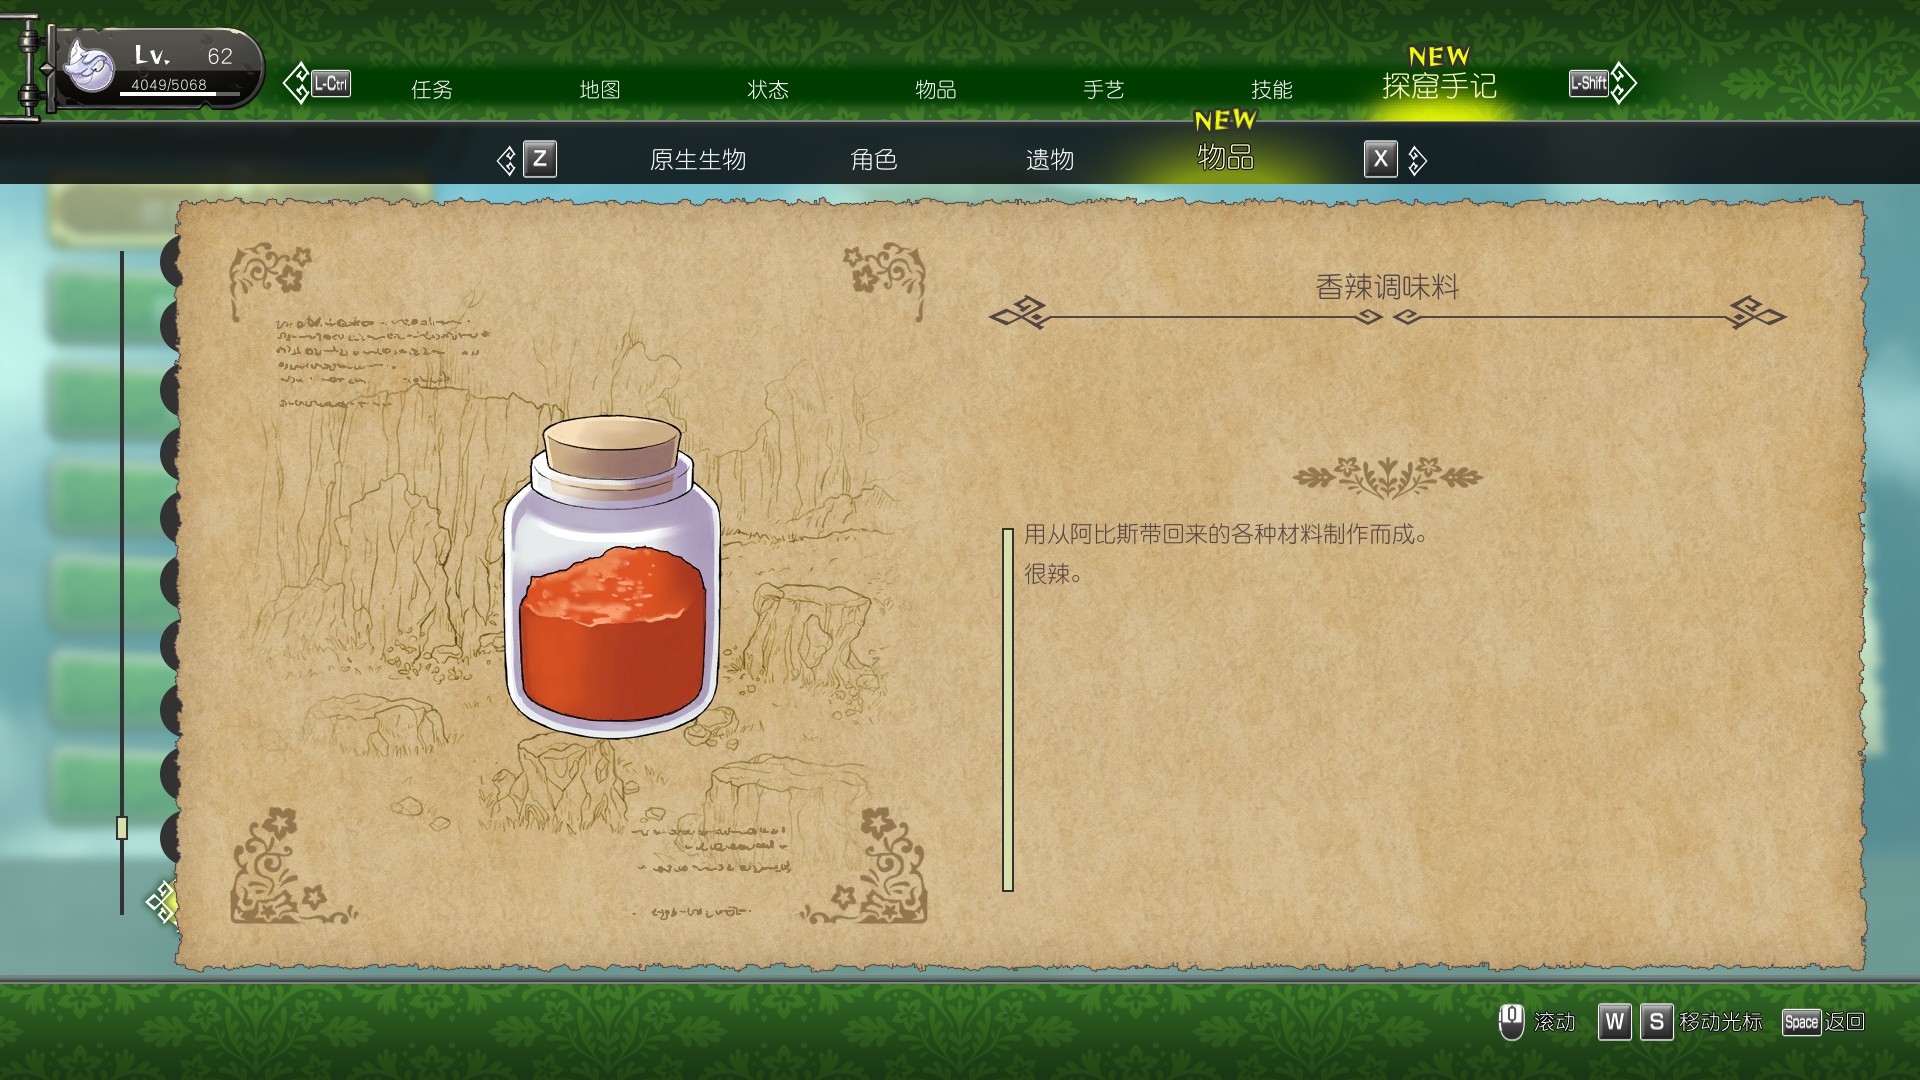 Lv. 62
4049/5068
L-Ctrl
任务
地图
状态
物品
手艺
技能
NEW
探窟手记
L-Shift
Z
原生生物
角色
遗物
NEW
物品
X
香辣调味料
用从阿比斯带回来的各种材料制作而成。
很辣。
滚动
W S 移动光标
Space 返回